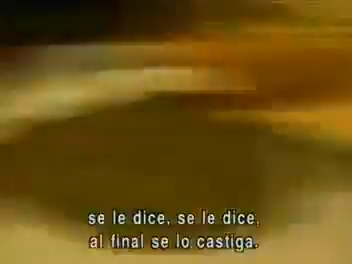 se le dice, se le dice,
al final se lo castiga.